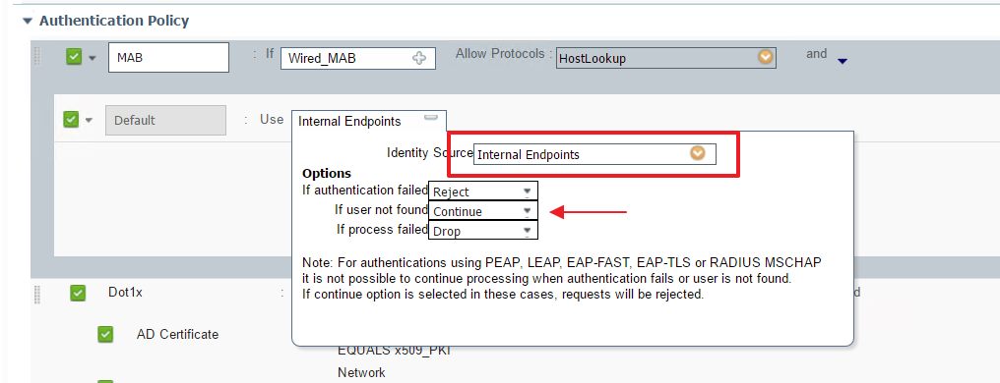 Authentication Policy
MAB : If Wired_MAB Allow Protocols : HostLookup and
Default : Use Internal Endpoints
Identity Source Internal Endpoints
Options
If authentication failed Reject
If user not found Continue
If process failed Drop
Note: For authentications using PEAP, LEAP, EAP-FAST, EAP-TLS or RADIUS MSCHAP
it is not possible to continue processing when authentication fails or user is not found.
If continue option is selected in these cases, requests will be rejected.
Dot1x : d
AD Certificate
EQUALS x509_PKI
Network